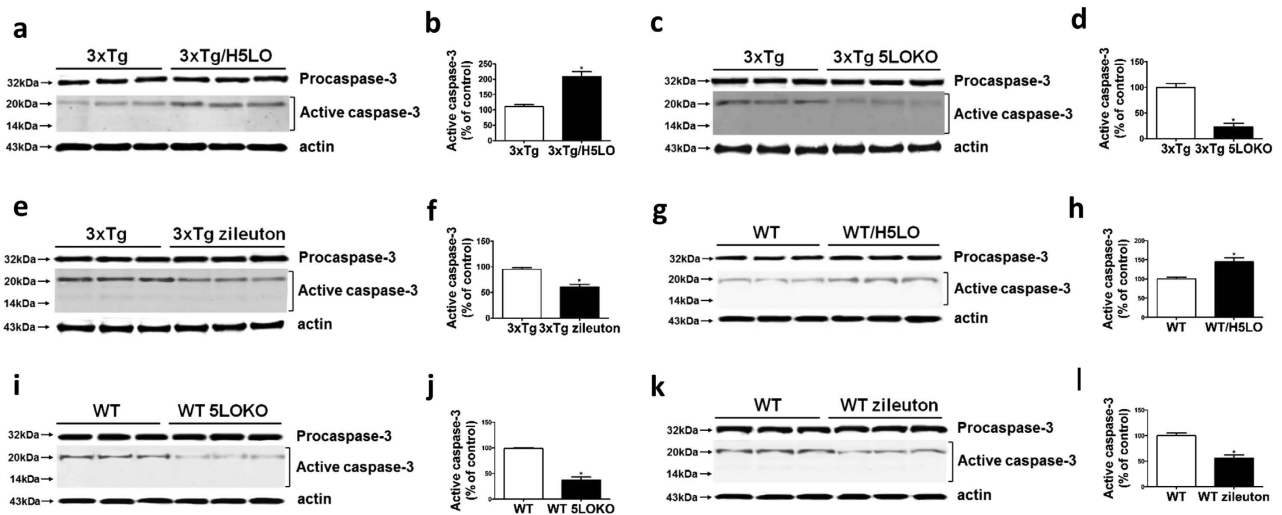 a
3xTg 3xTg/H5LO
32kDa→ Procaspase-3
20kDa→ Active caspase-3
14kDa→
43kDa→ actin
b
Active caspase-3
(% of control)
250
200
150
100
50
0
*
3xTg 3xTg/H5LO
c
3xTg 3xTg 5LOKO
32kDa→ Procaspase-3
20kDa→ Active caspase-3
14kDa→
43kDa→ actin
d
Active caspase-3
(% of control)
150
100
50
0
*
3xTg 3xTg 5LOKO
e
3xTg 3xTg zileuton
32kDa→ Procaspase-3
20kDa→ Active caspase-3
14kDa→
43kDa→ actin
f
Active caspase-3
(% of control)
150
100
50
0
*
3xTg 3xTg zileuton
g
WT WT/H5LO
32kDa→ Procaspase-3
20kDa→ Active caspase-3
14kDa→
43kDa→ actin
h
Active caspase-3
(% of control)
200
150
100
50
0
*
WT WT/H5LO
i
WT WT 5LOKO
32kDa→ Procaspase-3
20kDa→ Active caspase-3
14kDa→
43kDa→ actin
j
Active caspase-3
(% of control)
150
100
50
0
*
WT WT 5LOKO
k
WT WT zileuton
32kDa→ Procaspase-3
20kDa→ Active caspase-3
14kDa→
43kDa→ actin
l
Active caspase-3
(% of control)
150
100
50
0
*
WT WT zileuton